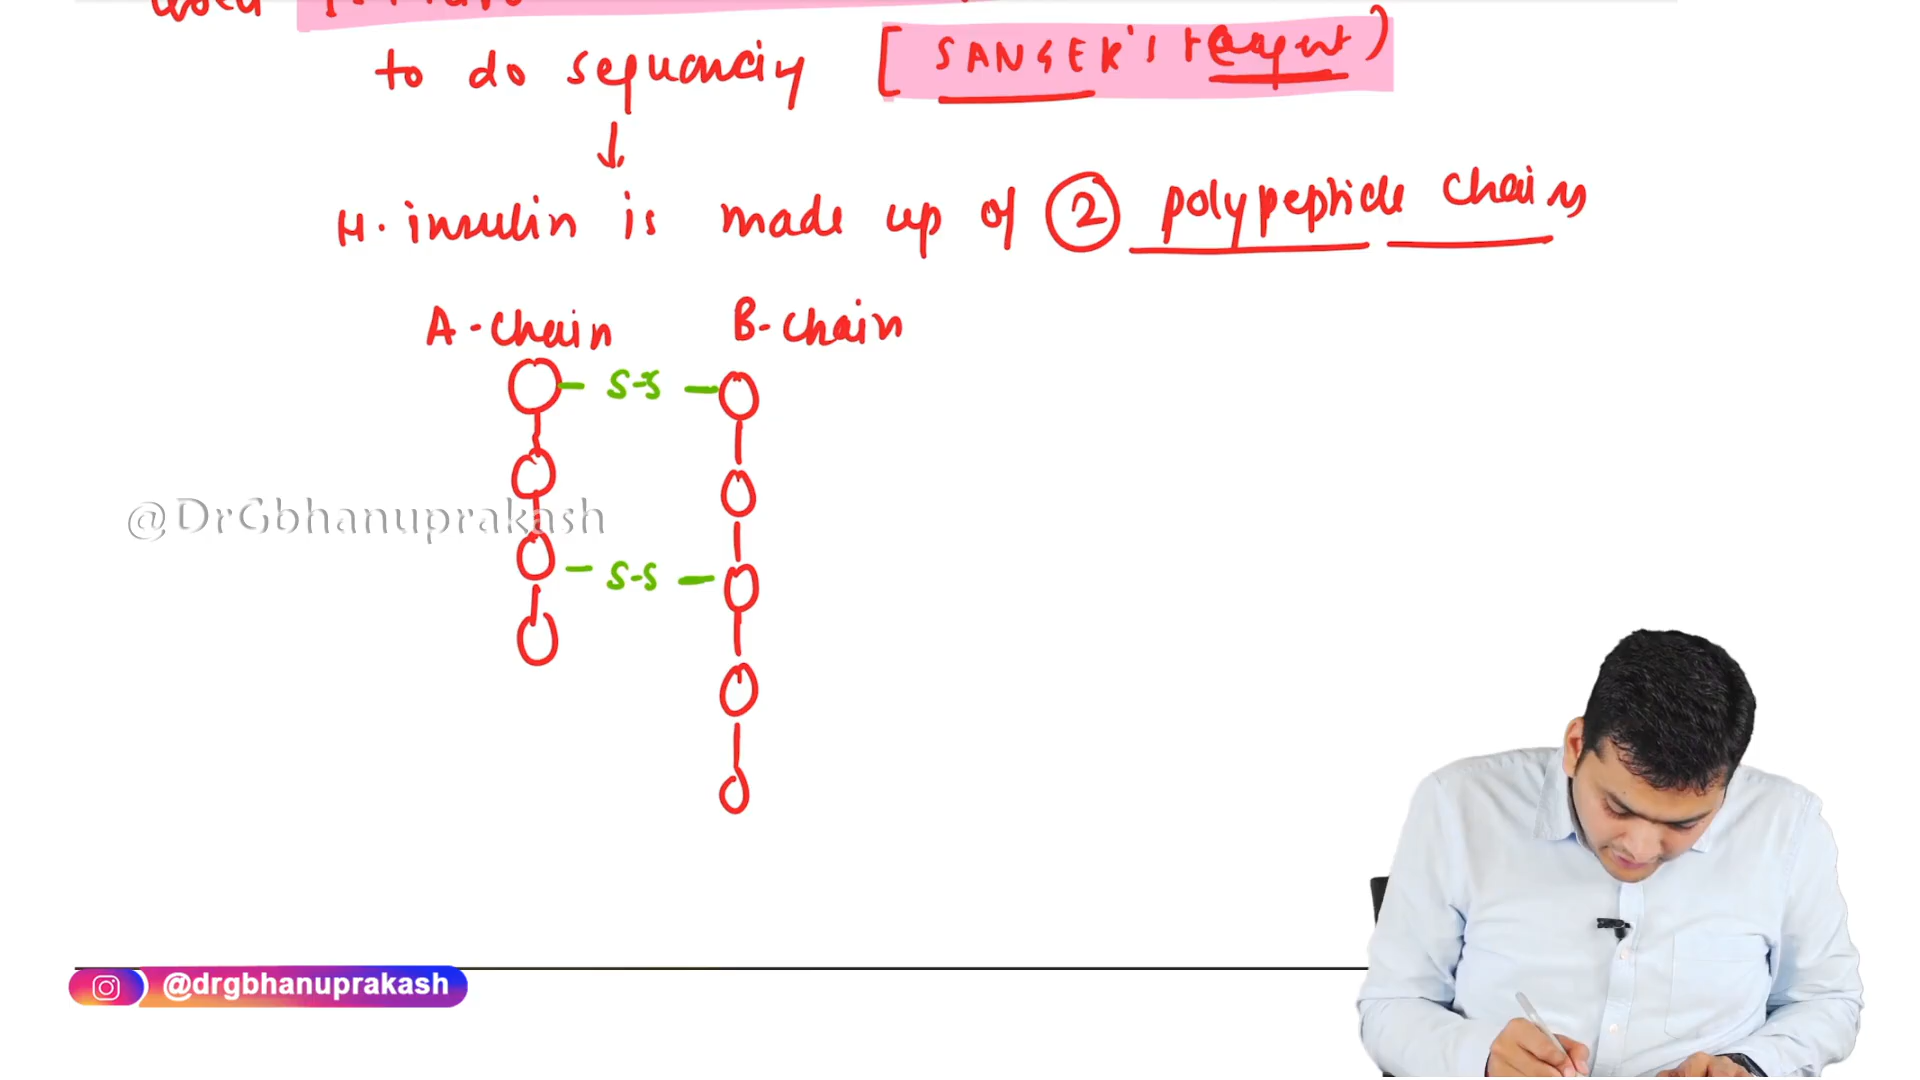 to do sequencing [ SANGER's reagent )
H. insulin is made up of 2 polypeptide chains
A-chain B-chain
S-S
@DrGbhanuprakash
S-S
@drgbhanuprakash